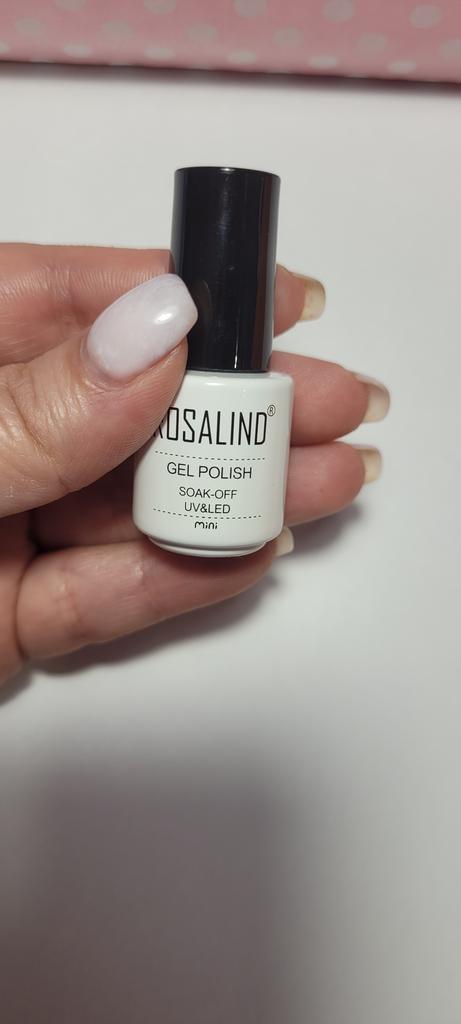 ROSALIND®
GEL POLISH
SOAK-OFF
UV&LED
mini